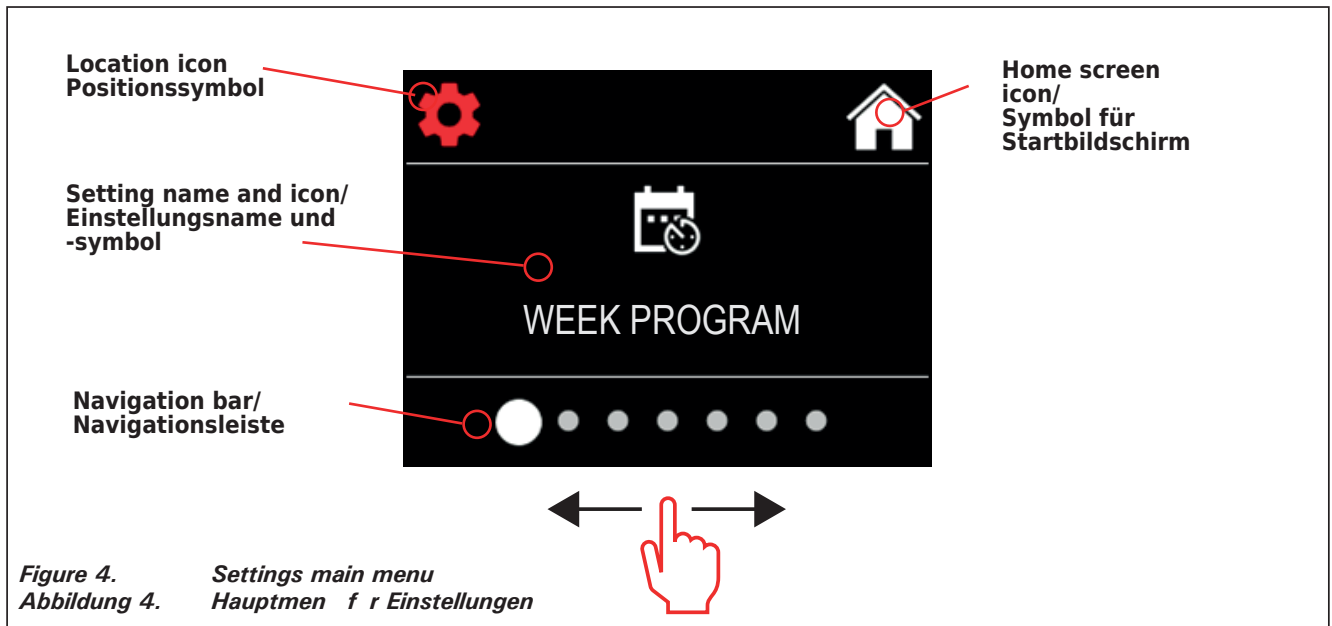 Location icon
Positionssymbol
Home screen
icon/
Symbol für
Startbildschirm
Setting name and icon/
Einstellungsname und
-symbol
WEEK PROGRAM
Navigation bar/
Navigationsleiste
Figure 4. Settings main menu
Abbildung 4. Hauptmen f r Einstellungen